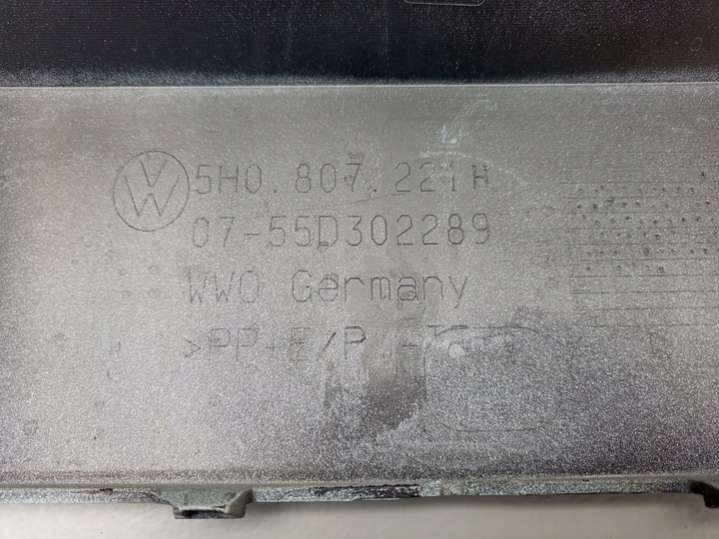 5H0.807.221 H
07-55D302289
WWO Germany
>PP+E/P